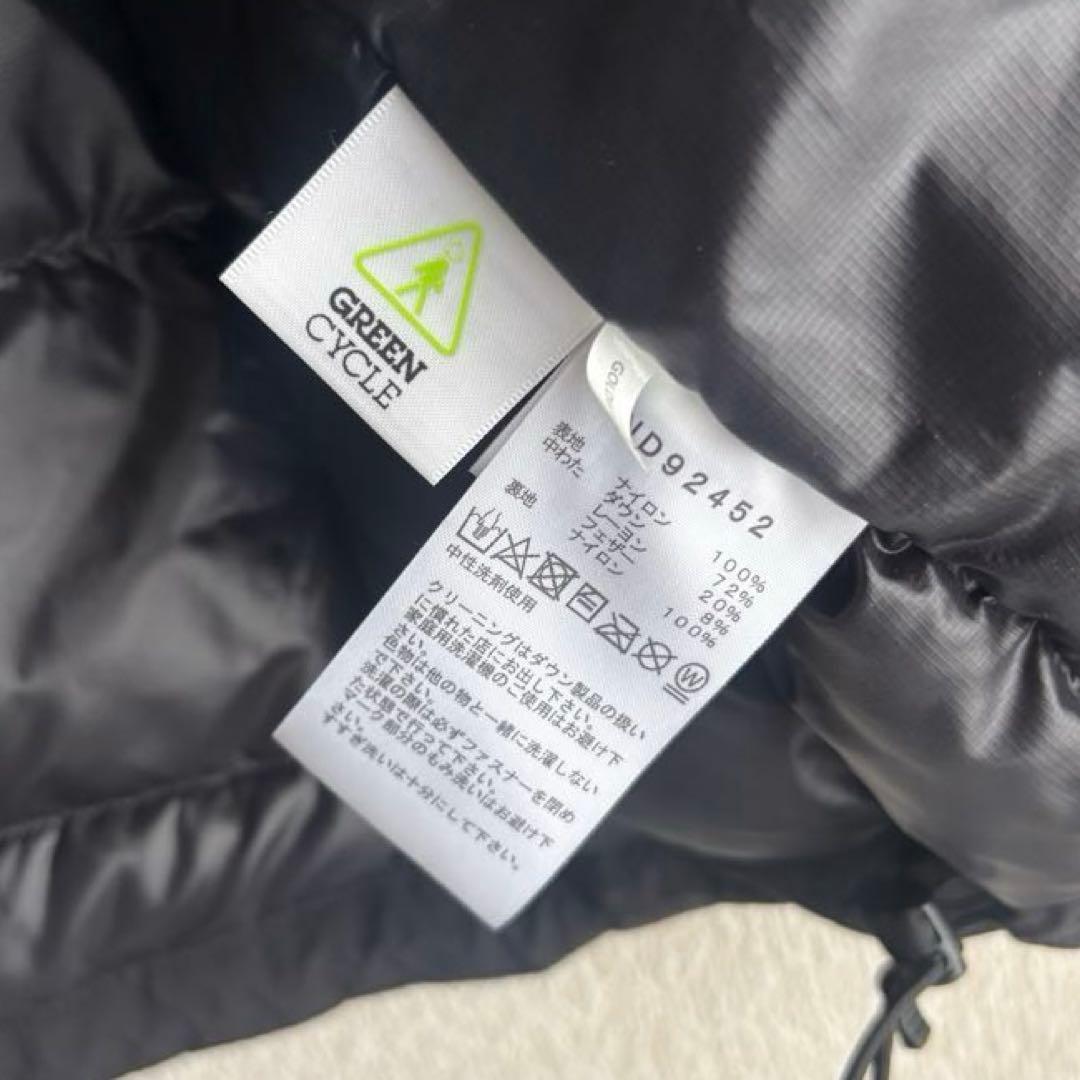 GREEN
CYCLE
ND92452
表地 ナイロン 100%
中わた ダウン 72%
レーヨン 20%
フェザー 8%
裏地 ナイロン 100%
中性洗剤使用
W
クリーニングはダウン製品の扱い
に慣れた店にお出し下さい。
家庭用洗濯機のご使用はお避け下
さい。
色物は他の物と一緒に洗濯しない
で下さい。
洗濯の際は必ずファスナーを閉め
た状態で行って下さい。
マーク部分のもみ洗いはお避け下
さい。
すすぎ洗いは十分にして下さい。